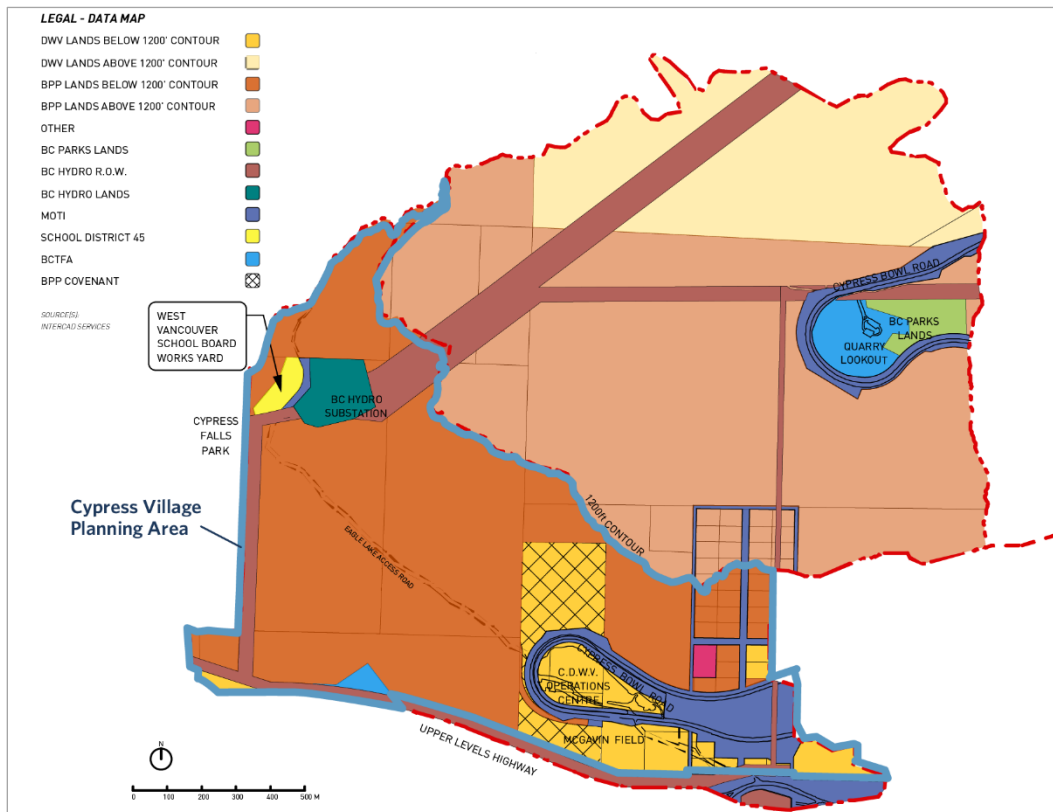 LEGAL - DATA MAP
DWV LANDS BELOW 1200' CONTOUR
DWV LANDS ABOVE 1200' CONTOUR
BPP LANDS BELOW 1200' CONTOUR
BPP LANDS ABOVE 1200' CONTOUR
OTHER
BC PARKS LANDS
BC HYDRO R.O.W.
BC HYDRO LANDS
MOTI
SCHOOL DISTRICT 45
BCTFA
BPP COVENANT
SOURCE(S):
INTERCAD SERVICES
WEST
VANCOUVER
SCHOOL BOARD
WORKS YARD
CYPRESS BOWL ROAD
BC PARKS
LANDS
QUARRY
LOOKOUT
BC HYDRO
SUBSTATION
CYPRESS
FALLS
PARK
Cypress Village
Planning Area
1200ft CONTOUR
EAGLE LAKE ACCESS ROAD
CYPRESS BOWL ROAD
C.D.W.V.
OPERATIONS
CENTRE
MCGAVIN FIELD
UPPER LEVELS HIGHWAY
N
0 100 200 300 400 500 M